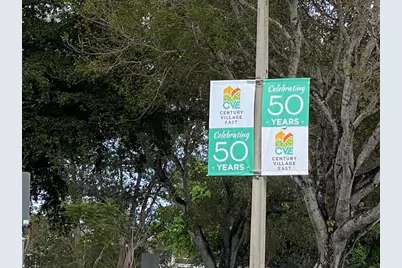 CVE
CENTURY
VILLAGE
EAST
Celebrating
50
YEARS
Celebrating
50
YEARS
CVE
CENTURY
VILLAGE
EAST